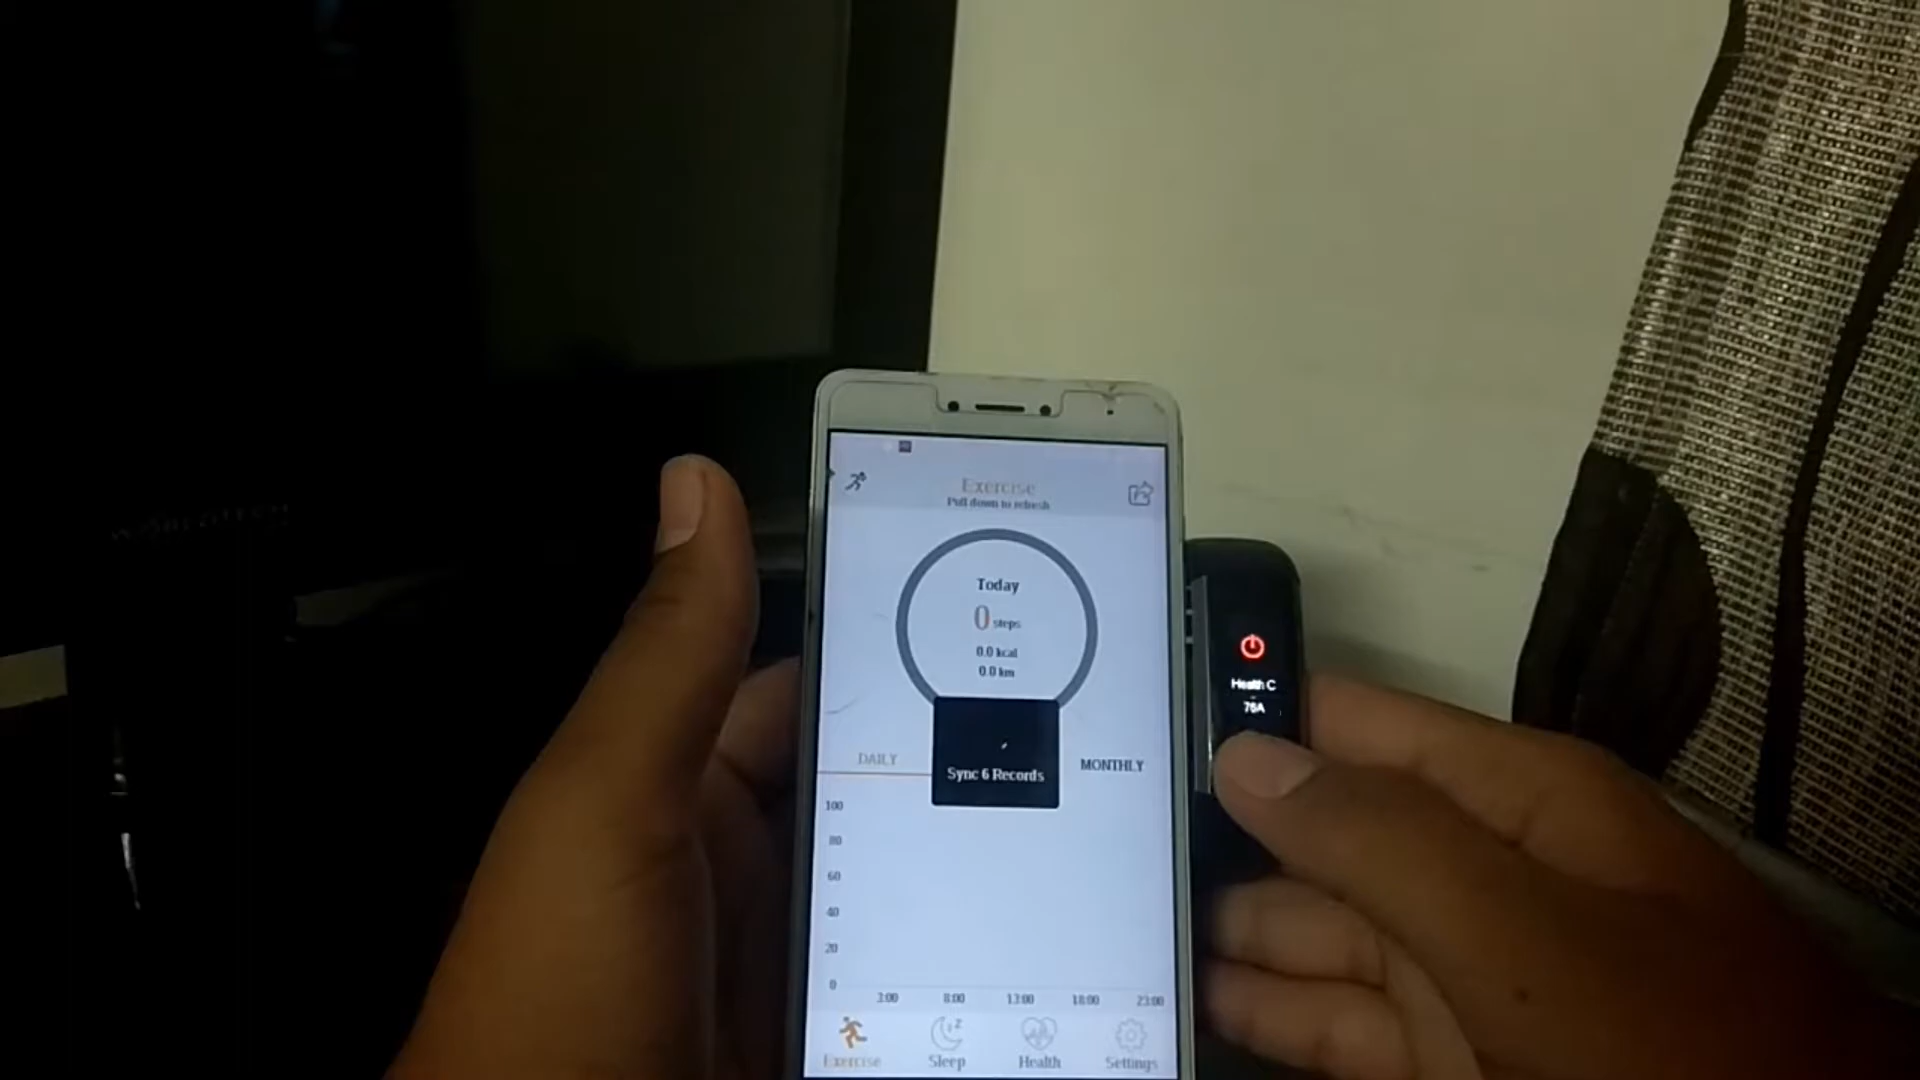 Exercise
Pull down to refresh
Today
0 steps
0.0 kcal
0.0 km
DAILY
MONTHLY
Sync 6 Records
100
80
60
40
20
0
3:00 8:00 13:00 18:00 23:00
Exercise Sleep Health Settings
Health C
76A